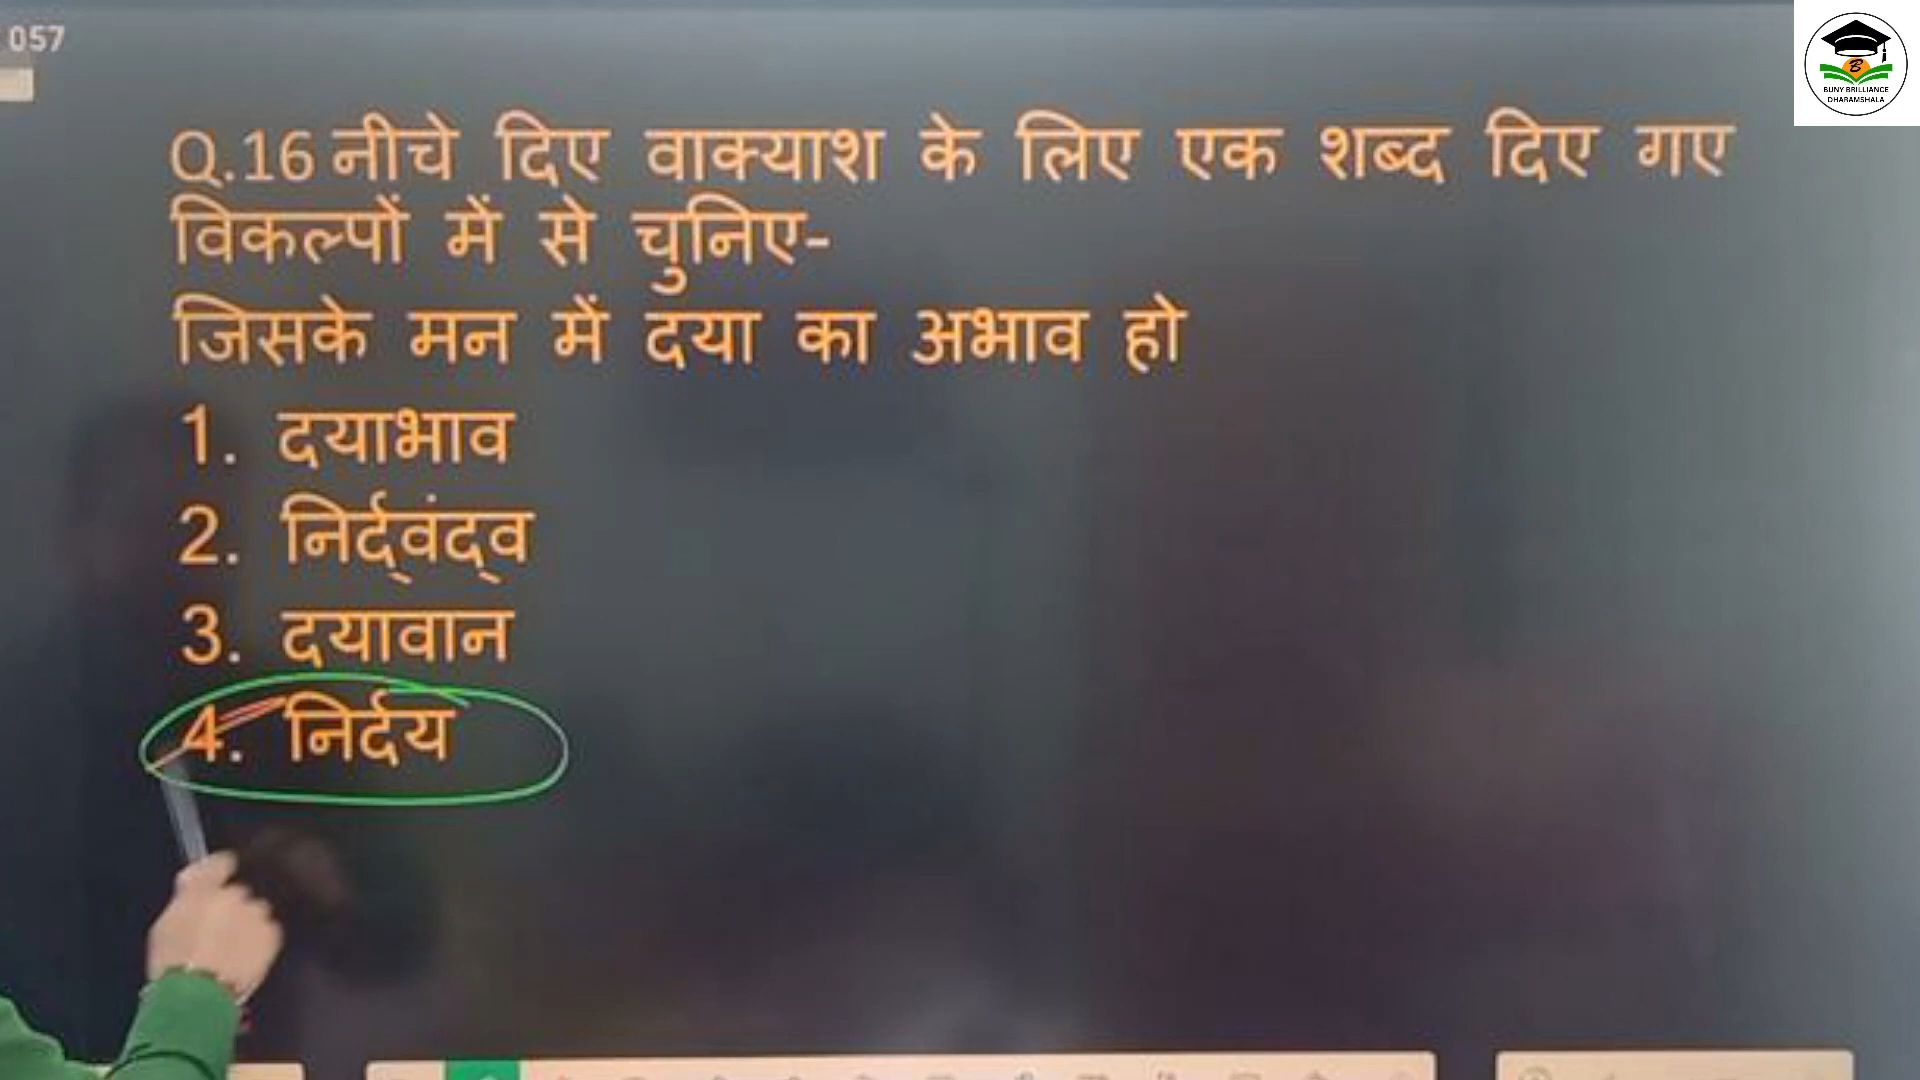 057
BUNY BRILLIANCE
DHARAMSHALA
Q.16 नीचे दिए वाक्याश के लिए एक शब्द दिए गए
विकल्पों में से चुनिए-
जिसके मन में दया का अभाव हो
1. दयाभाव
2. निर्द्वंद्व
3. दयावान
4. निर्दय